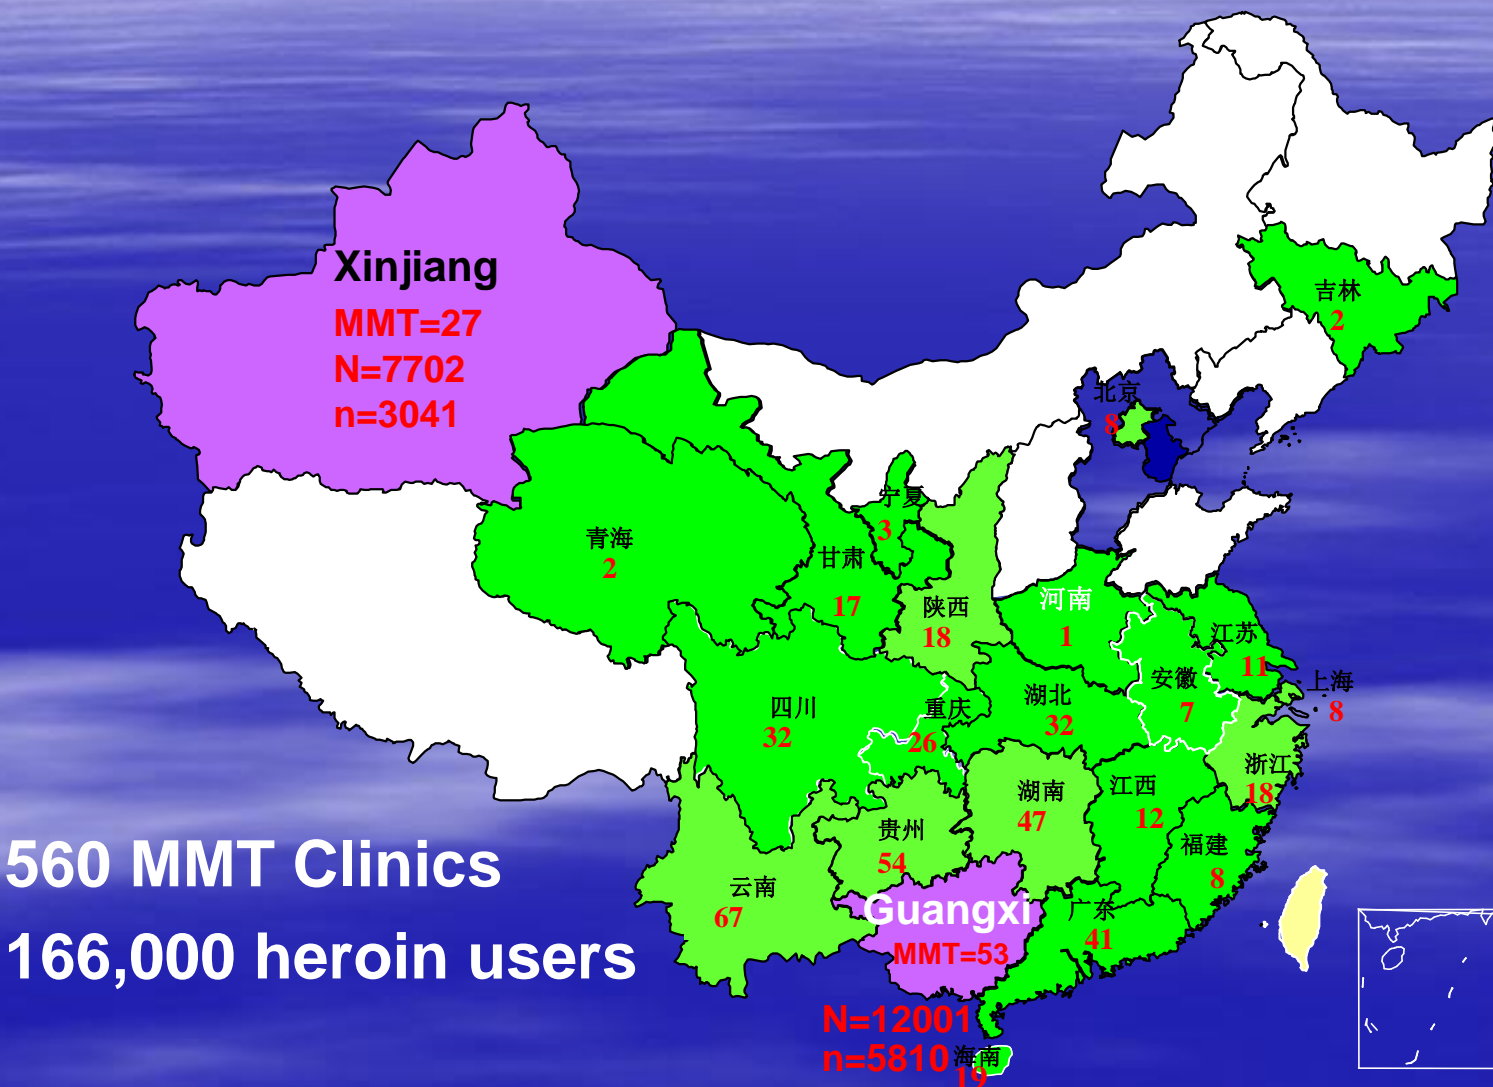 Xinjiang
MMT=27
N=7702
n=3041
吉林
2
北京
8
宁夏
3
青海
2
甘肃
17
陕西
18
河南
1
江苏
11
安徽
7
上海
8
四川
32
重庆
26
湖北
32
浙江
18
湖南
47
江西
12
贵州
54
福建
8
云南
67
Guangxi
MMT=53
广东
41
560 MMT Clinics
166,000 heroin users
N=12001
n=5810
海南
19